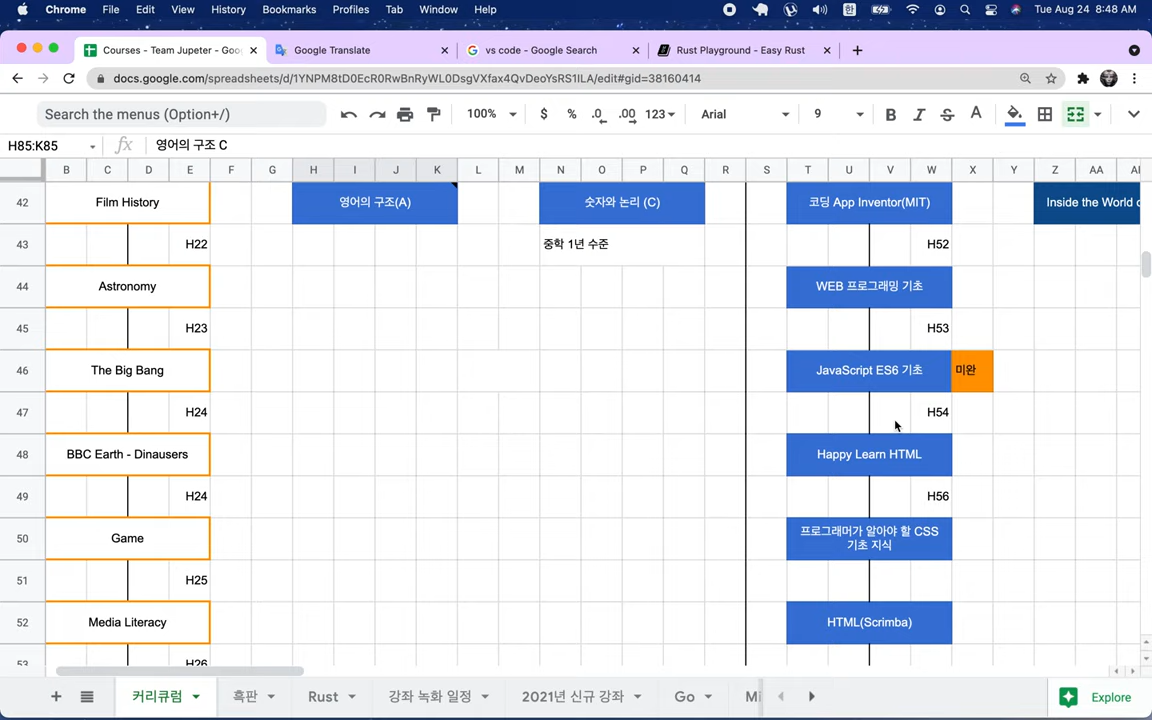 Chrome File Edit View History Bookmarks Profiles Tab Window Help 한 Tue Aug 24 8:48 AM
Courses - Team Jupeter - Goo Google Translate vs code - Google Search Rust Playground - Easy Rust
docs.google.com/spreadsheets/d/1YNPM8tD0EcR0RwBnRyWL0DsgVXfax4QvDeoYsRS1ILA/edit#gid=38160414
Search the menus (Option+/) 100% $ % .0 .00 123 Arial 9 B I S A
H85:K85 fx 영어의 구조 C
B C D E F G H I J K L M N O P Q R S T U V W X Y Z AA
42 Film History 영어의 구조(A) 숫자와 논리 (C) 코딩 App Inventor(MIT) Inside the World
43 H22 중학 1년 수준 H52
44 Astronomy WEB 프로그래밍 기초
45 H23 H53
46 The Big Bang JavaScript ES6 기초 미완
47 H24 H54
48 BBC Earth - Dinausers Happy Learn HTML
49 H24 H56
50 Game 프로그래머가 알아야 할 CSS
기초 지식
51 H25
52 Media Literacy HTML(Scrimba)
53 H26
커리큐럼 흑판 Rust 강좌 녹화 일정 2021년 신규 강좌 Go Mi Explore